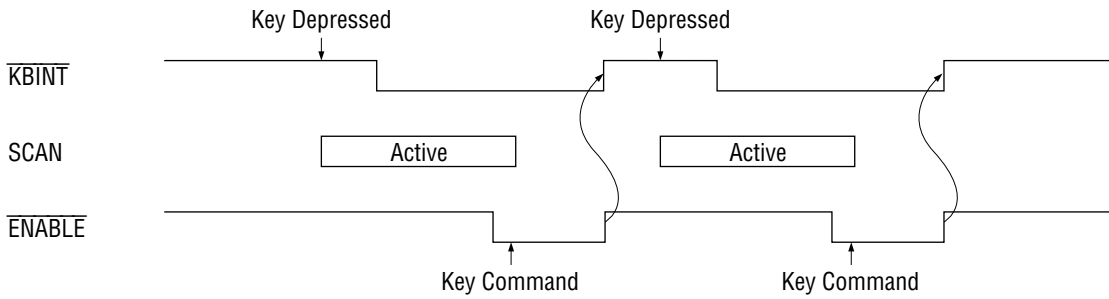 Key Depressed Key Depressed
KBINT
SCAN Active Active
ENABLE
Key Command Key Command